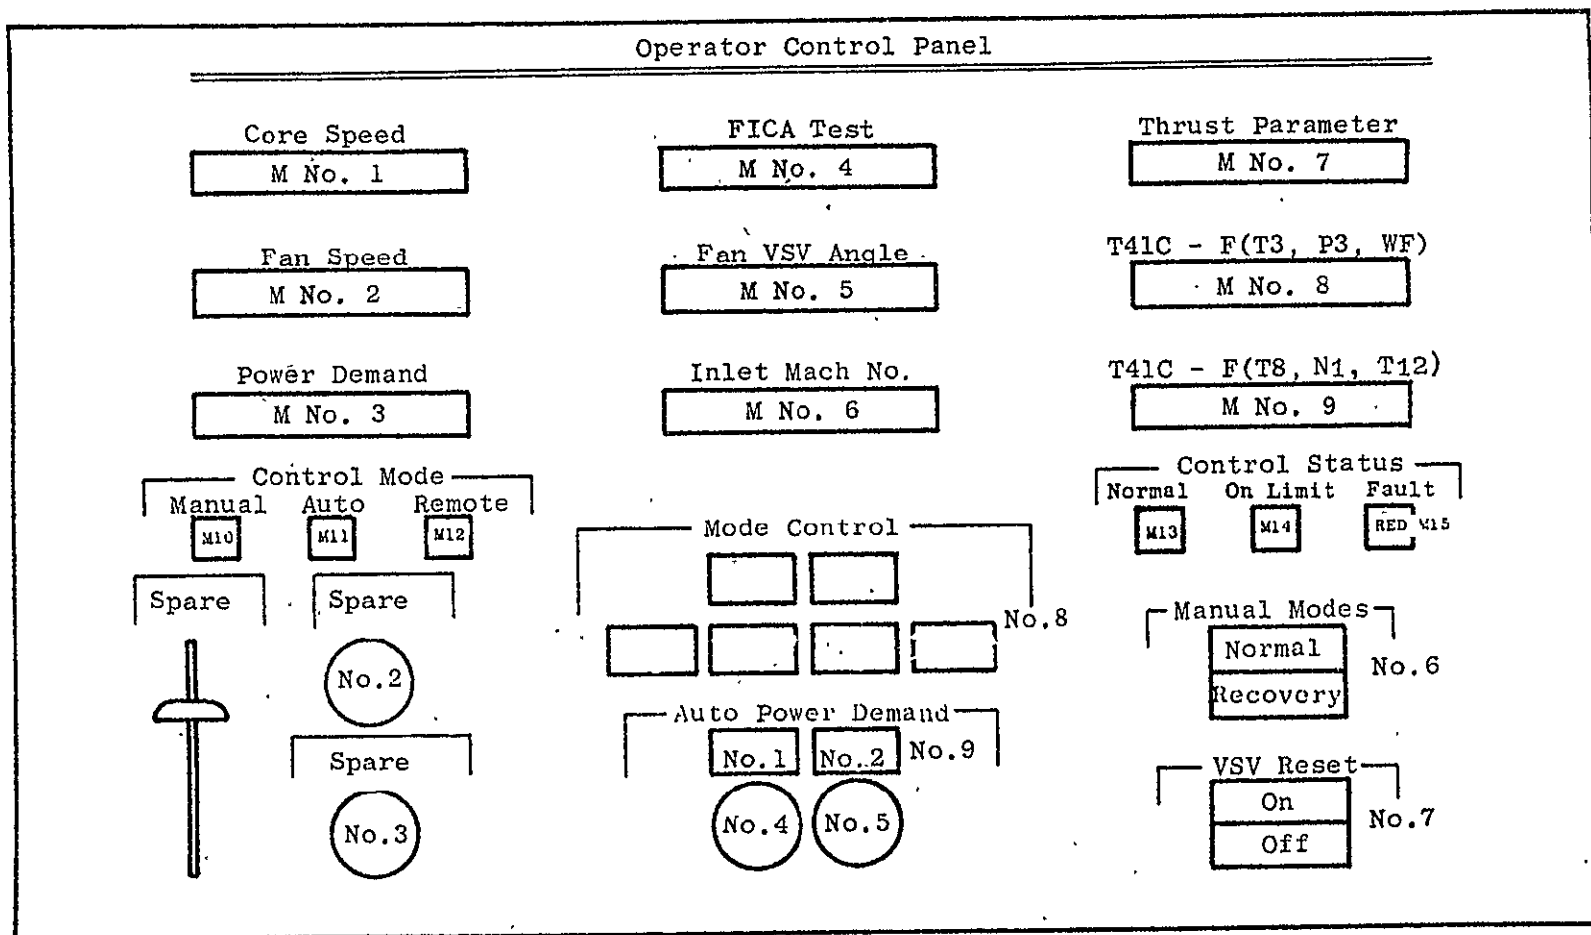 Operator Control Panel
Core Speed
M No. 1
FICA Test
M No. 4
Thrust Parameter
M No. 7
Fan Speed
M No. 2
Fan VSV Angle
M No. 5
T41C - F(T3, P3, WF)
M No. 8
Power Demand
M No. 3
Inlet Mach No.
M No. 6
T41C - F(T8, N1, T12)
M No. 9
Control Mode
Manual Auto Remote
M10 M11 M12
Control Status
Normal On Limit Fault
M13 M14 RED M15
Mode Control
No.8
Spare
Spare
No.2
Spare
No.3
Auto Power Demand
No.1 No.2 No.9
No.4 No.5
Manual Modes
Normal
Recovery
No.6
VSV Reset
On
Off
No.7